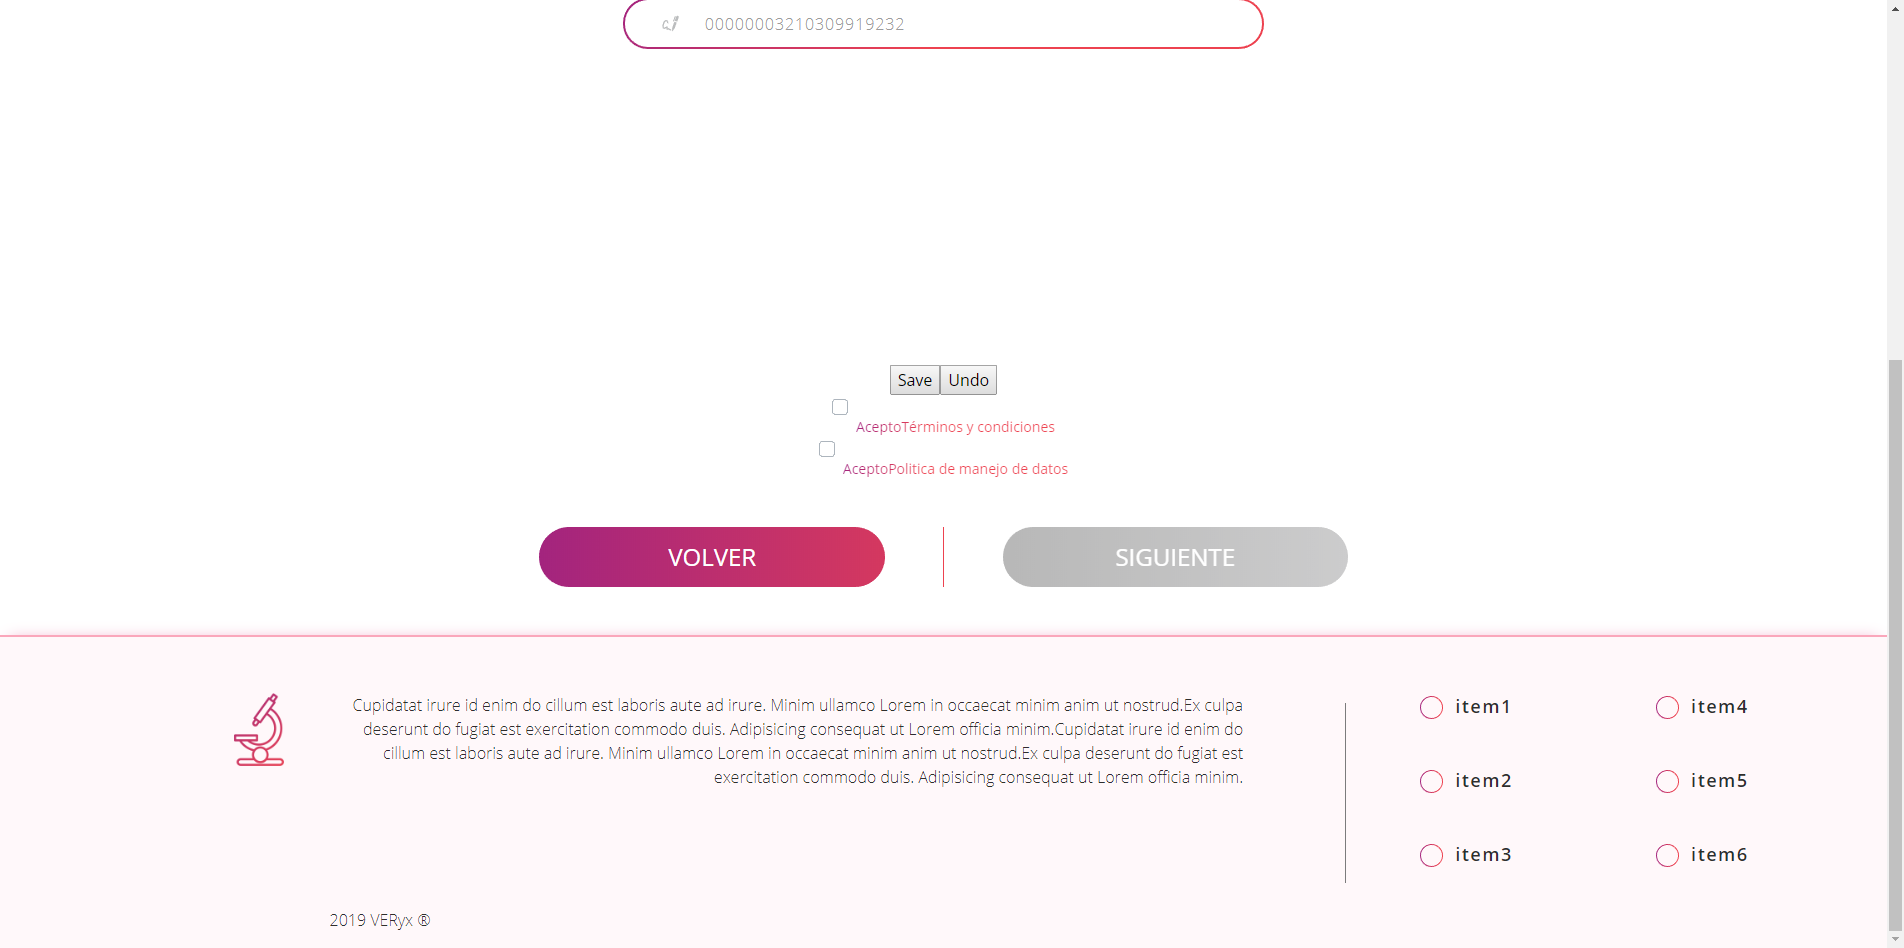 00000003210309919232
Save Undo
AceptoTérminos y condiciones
AceptoPolitica de manejo de datos
VOLVER
SIGUIENTE
Cupidatat irure id enim do cillum est laboris aute ad irure. Minim ullamco Lorem in occaecat minim anim ut nostrud.Ex culpa
deserunt do fugiat est exercitation commodo duis. Adipisicing consequat ut Lorem officia minim.Cupidatat irure id enim do
cillum est laboris aute ad irure. Minim ullamco Lorem in occaecat minim anim ut nostrud.Ex culpa deserunt do fugiat est
exercitation commodo duis. Adipisicing consequat ut Lorem officia minim.
item1
item2
item3
item4
item5
item6
2019 VERyx ®